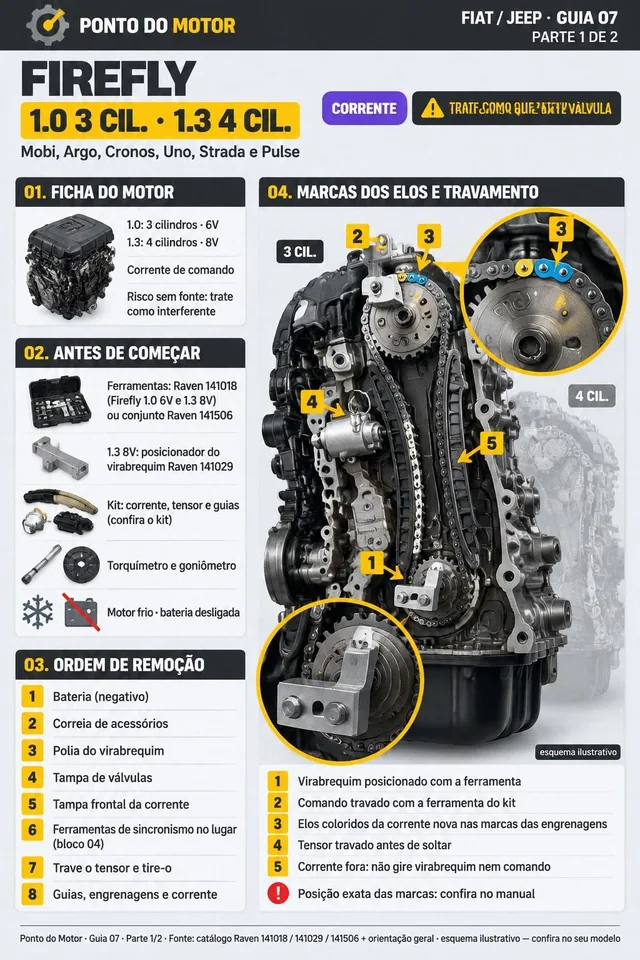 PONTO DO MOTOR
FIAT / JEEP · GUIA 07
PARTE 1 DE 2
FIREFLY
1.0 3 CIL. · 1.3 4 CIL.
Mobi, Argo, Cronos, Uno, Strada e Pulse
CORRENTE
VÁLVULA
01. FICHA DO MOTOR
1.0: 3 cilindros · 6V
1.3: 4 cilindros · 8V
Corrente de comando
Risco sem fonte: trate
como interferente
02. ANTES DE COMEÇAR
Ferramentas: Raven 141018
(Firefly 1.0 6V e 1.3 8V)
ou conjunto Raven 141506
1.3 8V: posicionador do
virabrequim Raven 141029
Kit: corrente, tensor e guias
(confira o kit)
Torquímetro e goniômetro
Motor frio · bateria desligada
03. ORDEM DE REMOÇÃO
1 Bateria (negativo)
2 Correia de acessórios
3 Polia do virabrequim
4 Tampa de válvulas
5 Tampa frontal da corrente
6 Ferramentas de sincronismo no lugar
(bloco 04)
7 Trave o tensor e tire-o
8 Guias, engrenagens e corrente
04. MARCAS DOS ELOS E TRAVAMENTO
3 CIL.
2
3
3
4 CIL.
4
5
1
esquema ilustrativo
1 Virabrequim posicionado com a ferramenta
2 Comando travado com a ferramenta do kit
3 Elos coloridos da corrente nova nas marcas das engrenagens
4 Tensor travado antes de soltar
5 Corrente fora: não gire virabrequim nem comando
! Posição exata das marcas: confira no manual
Ponto do Motor · Guia 07 · Parte 1/2 · Fonte: catálogo Raven 141018 / 141029 / 141506 + orientação geral · esquema ilustrativo — confira no seu modelo